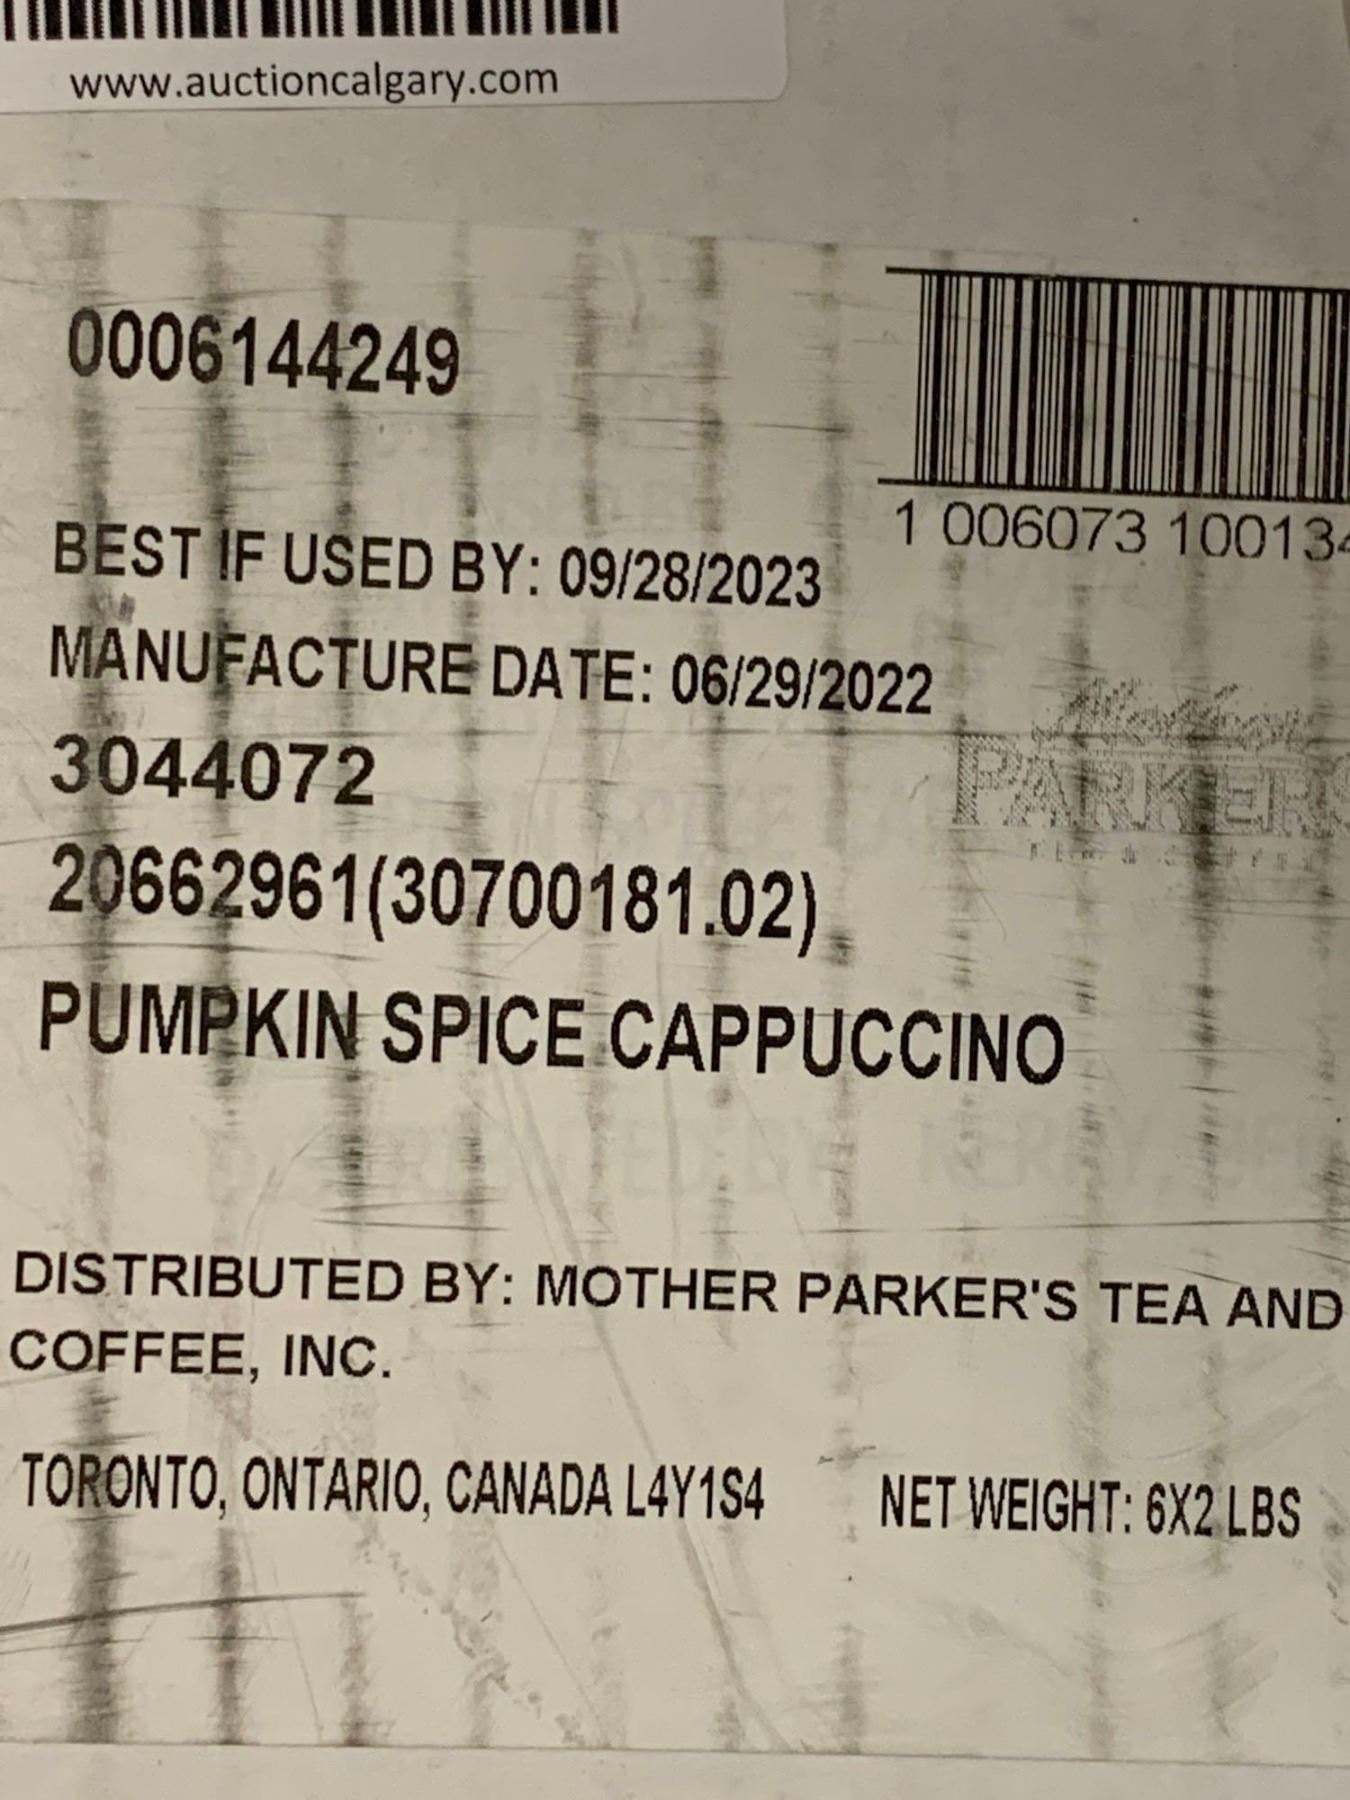 www.auctioncalgary.com
0006144249
1 006073 10013
BEST IF USED BY: 09/28/2023
MANUFACTURE DATE: 06/29/2022
3044072
Mother
PARKERS
20662961(30700181.02)
PUMPKIN SPICE CAPPUCCINO
DISTRIBUTED BY: MOTHER PARKER'S TEA AND
COFFEE, INC.
TORONTO, ONTARIO, CANADA L4Y1S4 NET WEIGHT: 6X2 LBS